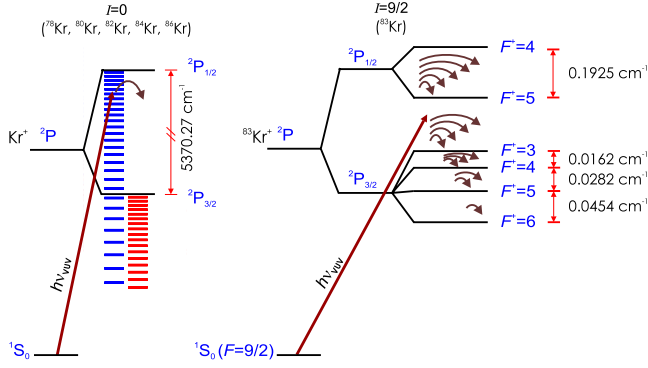 I=0
(⁷⁸Kr, ⁸⁰Kr, ⁸²Kr, ⁸⁴Kr, ⁸⁶Kr)
²P₁/₂
Kr⁺ ²P
5370.27 cm⁻¹
²P₃/₂
hν_VUV
¹S₀
I=9/2
(⁸³Kr)
F⁺=4
²P₁/₂
0.1925 cm⁻¹
F⁺=5
⁸³Kr⁺ ²P
F⁺=3
0.0162 cm⁻¹
F⁺=4
²P₃/₂
0.0282 cm⁻¹
F⁺=5
0.0454 cm⁻¹
F⁺=6
hν_VUV
¹S₀ (F=9/2)